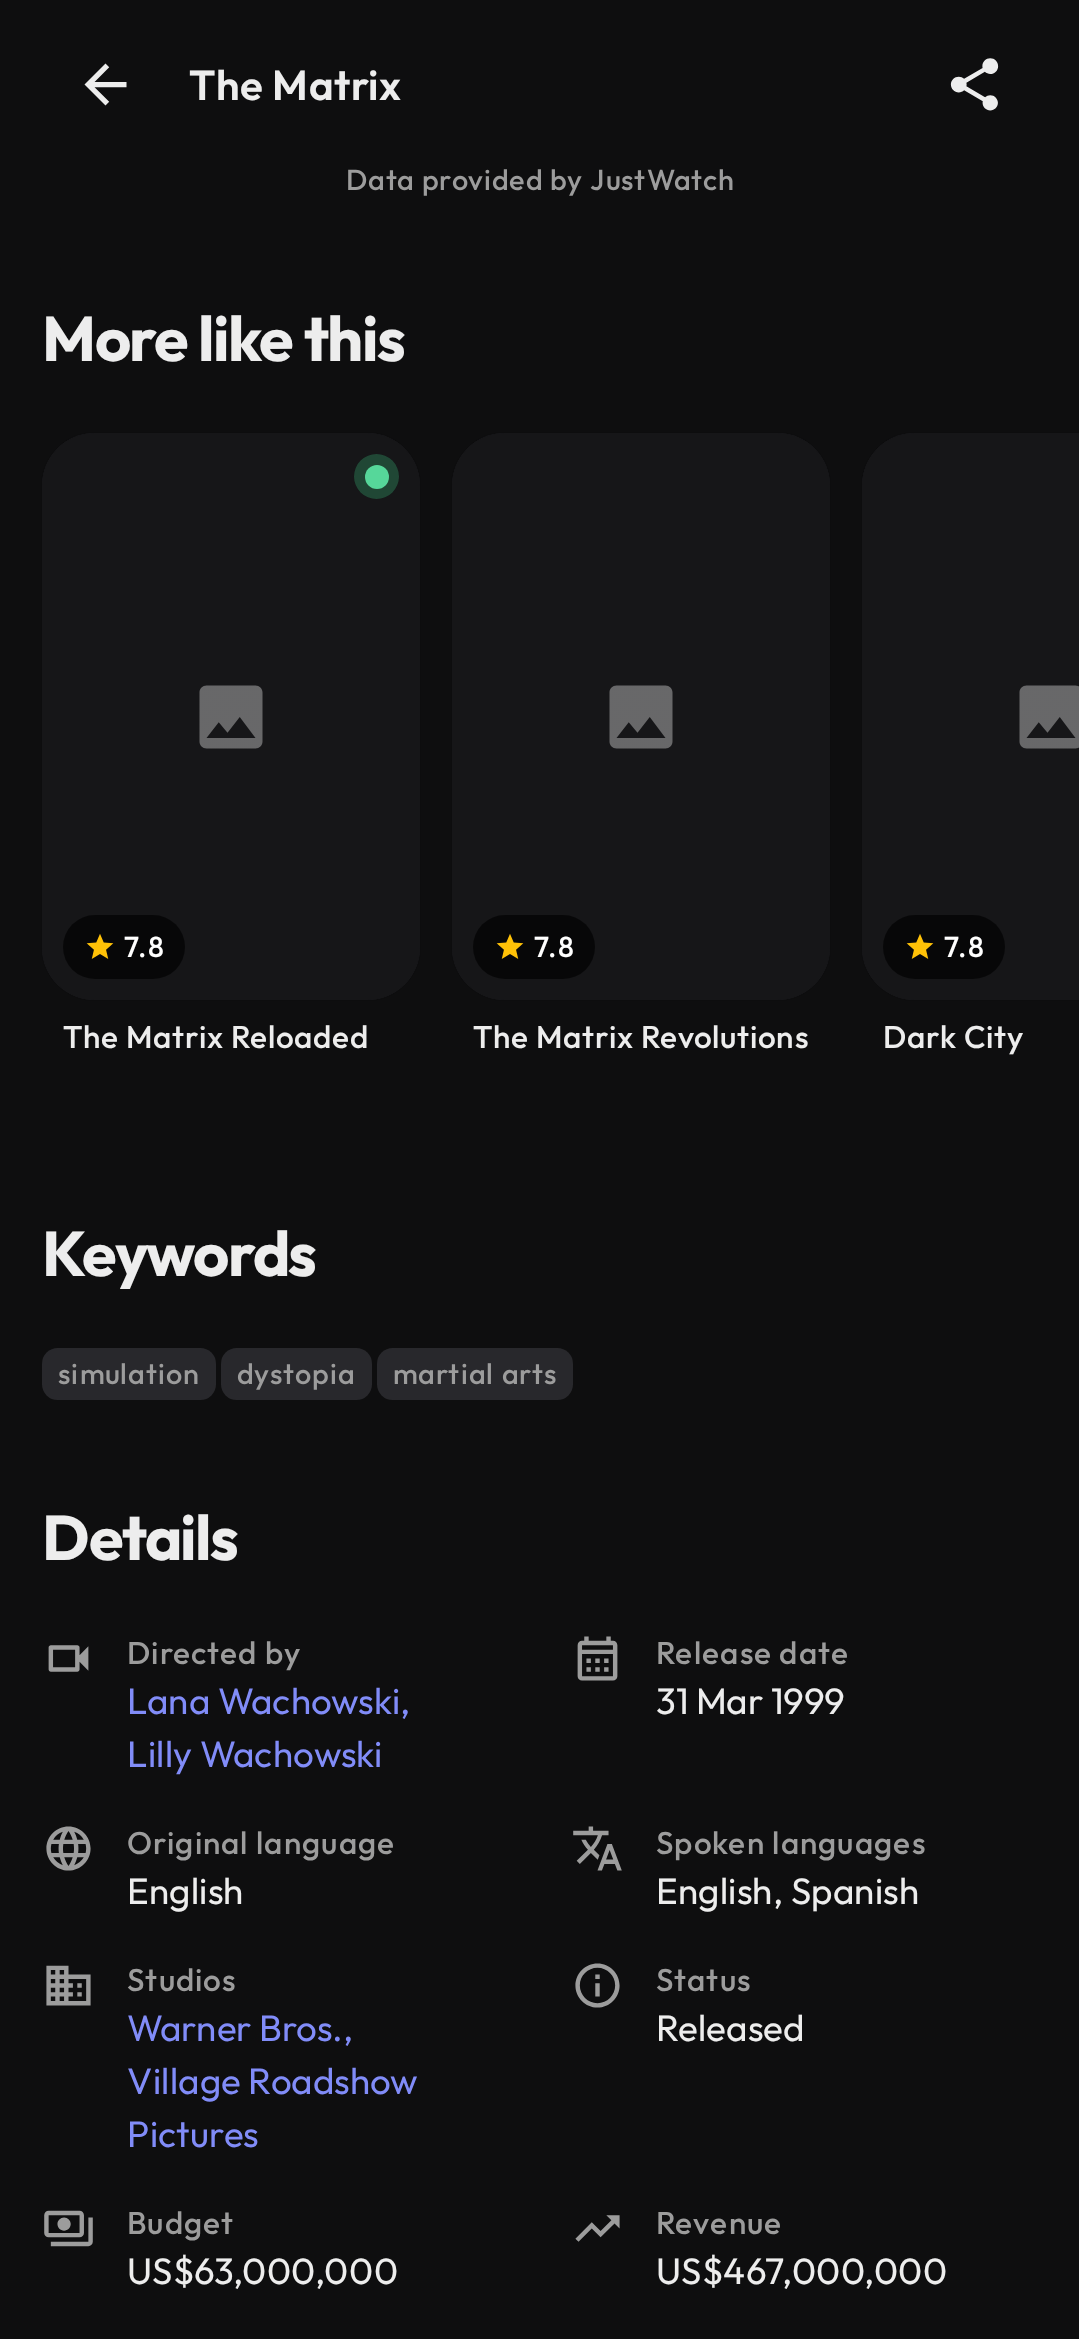 The Matrix
Data provided by JustWatch
More like this
7.8
7.8
7.8
The Matrix Reloaded
The Matrix Revolutions
Dark City
Keywords
simulation
dystopia
martial arts
Details
Directed by
Lana Wachowski,
Lilly Wachowski
Release date
31 Mar 1999
Original language
English
Spoken languages
English, Spanish
Studios
Warner Bros.,
Village Roadshow
Pictures
Status
Released
Budget
US$63,000,000
Revenue
US$467,000,000